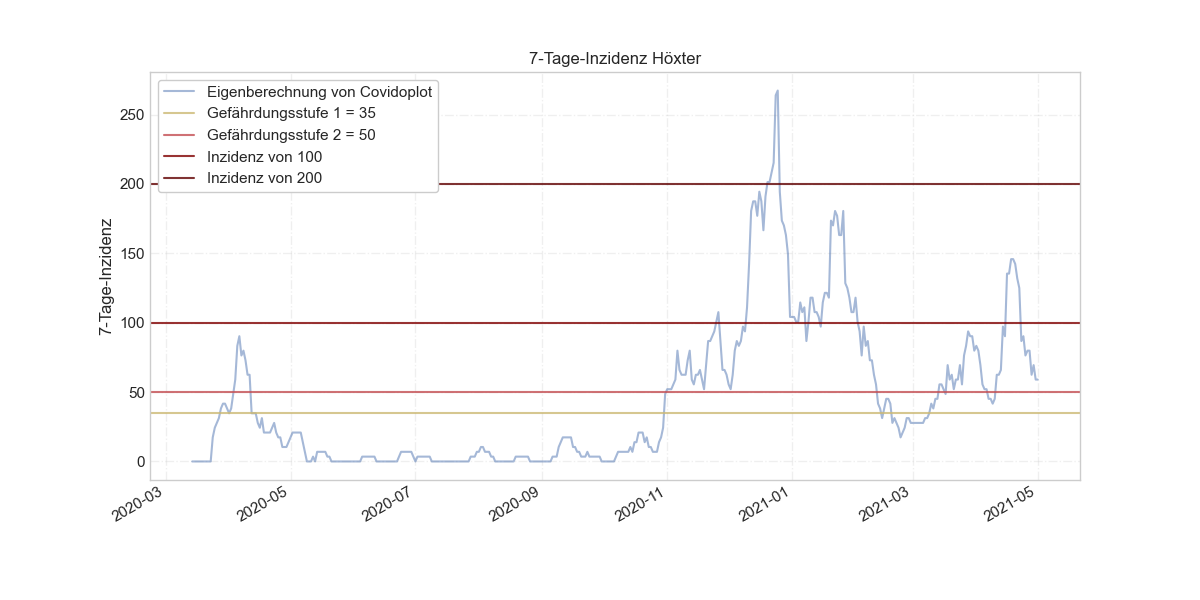 7-Tage-Inzidenz Höxter
Eigenberechnung von Covidoplot
Gefährdungsstufe 1 = 35
Gefährdungsstufe 2 = 50
Inzidenz von 100
Inzidenz von 200
7-Tage-Inzidenz
250
200
150
100
50
0
2020-03
2020-05
2020-07
2020-09
2020-11
2021-01
2021-03
2021-05